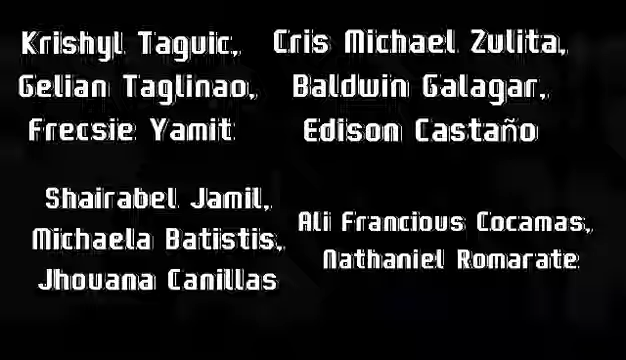 Krishyl Taguic,
Gelian Taglinao,
Frecsie Yamit
Cris Michael Zulita,
Baldwin Galagar,
Edison Castaño
Shairabel Jamil,
Michaela Batistis,
Jhouana Canillas
Ali Francious Cocamas,
Nathaniel Romarate